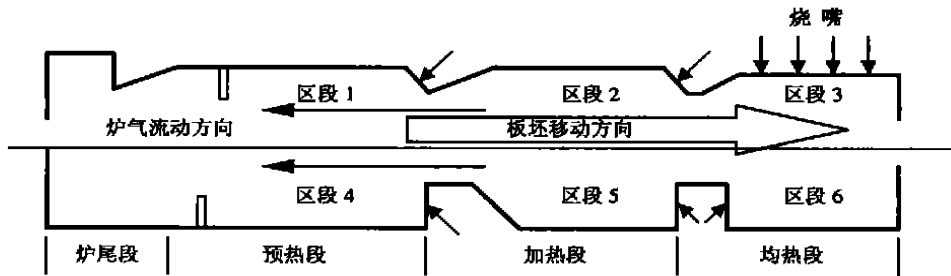 烧 嘴
区段 1
区段 2
区段 3
炉气流动方向
板坯移动方向
区段 4
区段 5
区段 6
炉尾段
预热段
加热段
均热段